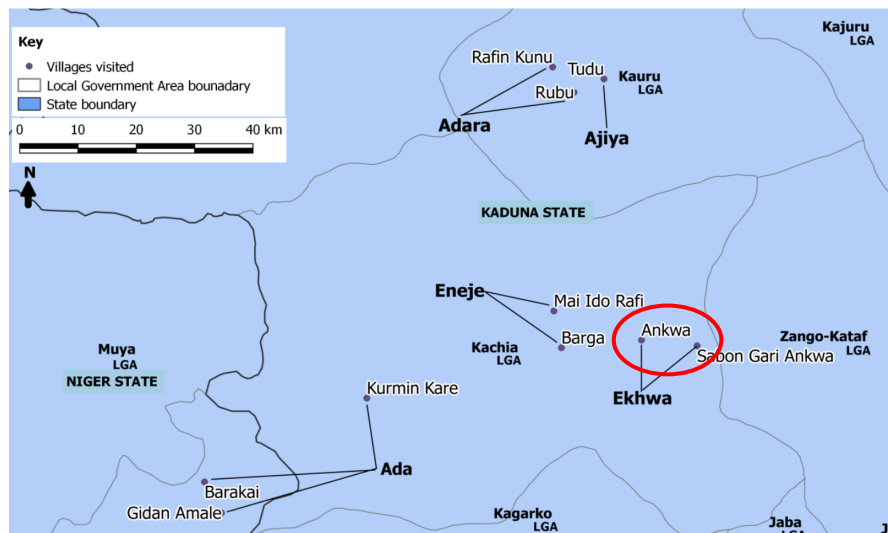 Key
Villages visited
Local Government Area bounadary
State boundary
0 10 20 30 40 km
N
Kajuru
LGA
Rafin Kunu
Tudu
Kauru
LGA
Rubu
Adara
Ajiya
KADUNA STATE
Eneje
Mai Ido Rafi
Ankwa
Barga
Kachia
LGA
Sabon Gari Ankwa
Zango-Kataf
LGA
Muya
LGA
NIGER STATE
Ekhwa
Kurmin Kare
Ada
Barakai
Gidan Amale
Kagarko
LGA
Jaba
LGA
J